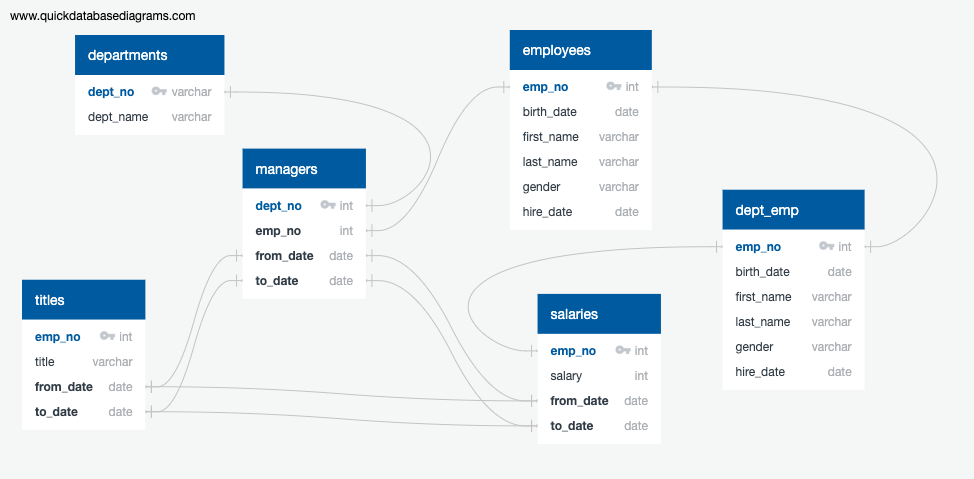 www.quickdatabasediagrams.com
departments
dept_no varchar
dept_name varchar
employees
emp_no int
birth_date date
first_name varchar
last_name varchar
gender varchar
hire_date date
managers
dept_no int
emp_no int
from_date date
to_date date
dept_emp
emp_no int
birth_date date
first_name varchar
last_name varchar
gender varchar
hire_date date
titles
emp_no int
title varchar
from_date date
to_date date
salaries
emp_no int
salary int
from_date date
to_date date